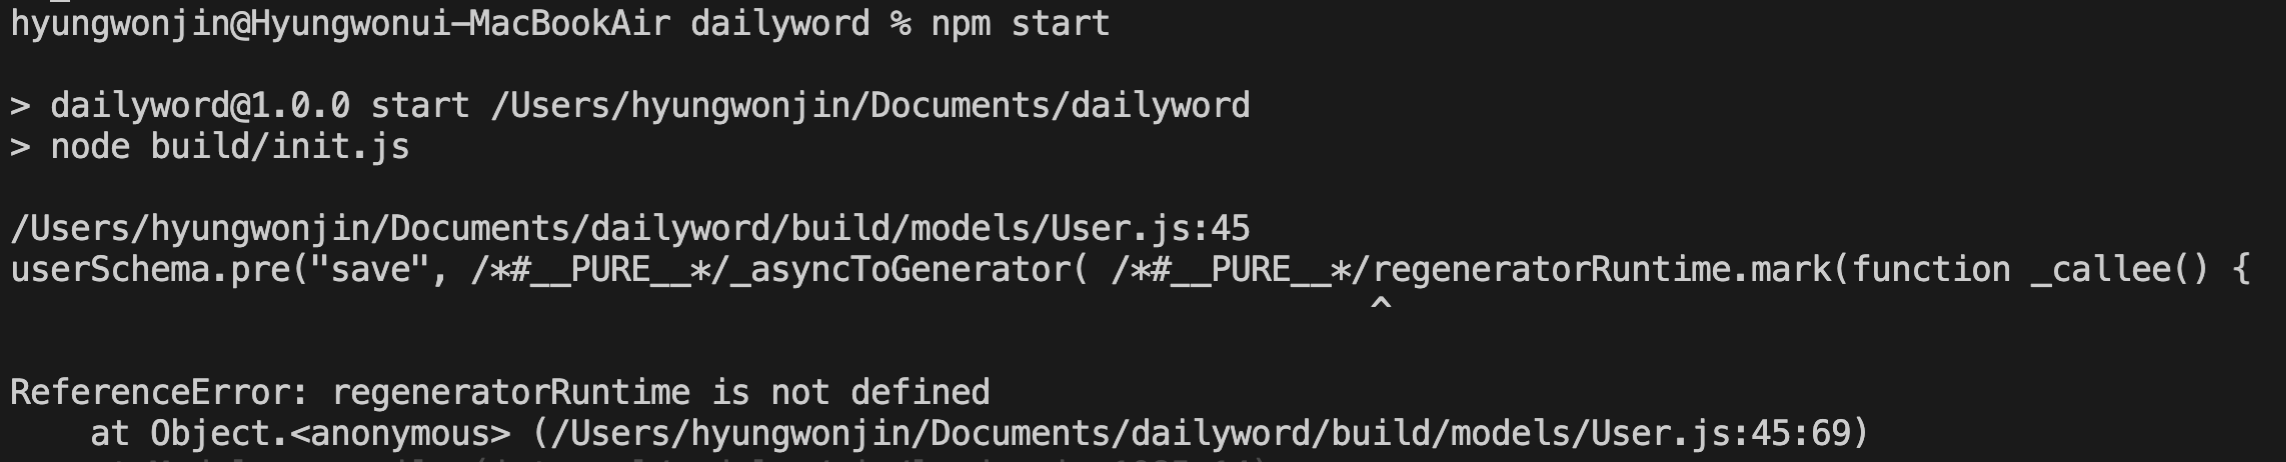 hyungwonjin@Hyungwonui-MacBookAir dailyword % npm start
> dailyword@1.0.0 start /Users/hyungwonjin/Documents/dailyword
> node build/init.js
/Users/hyungwonjin/Documents/dailyword/build/models/User.js:45
userSchema.pre("save", /*#__PURE__*/_asyncToGenerator( /*#__PURE__*/regeneratorRuntime.mark(function _callee() {
^
ReferenceError: regeneratorRuntime is not defined
at Object.<anonymous> (/Users/hyungwonjin/Documents/dailyword/build/models/User.js:45:69)